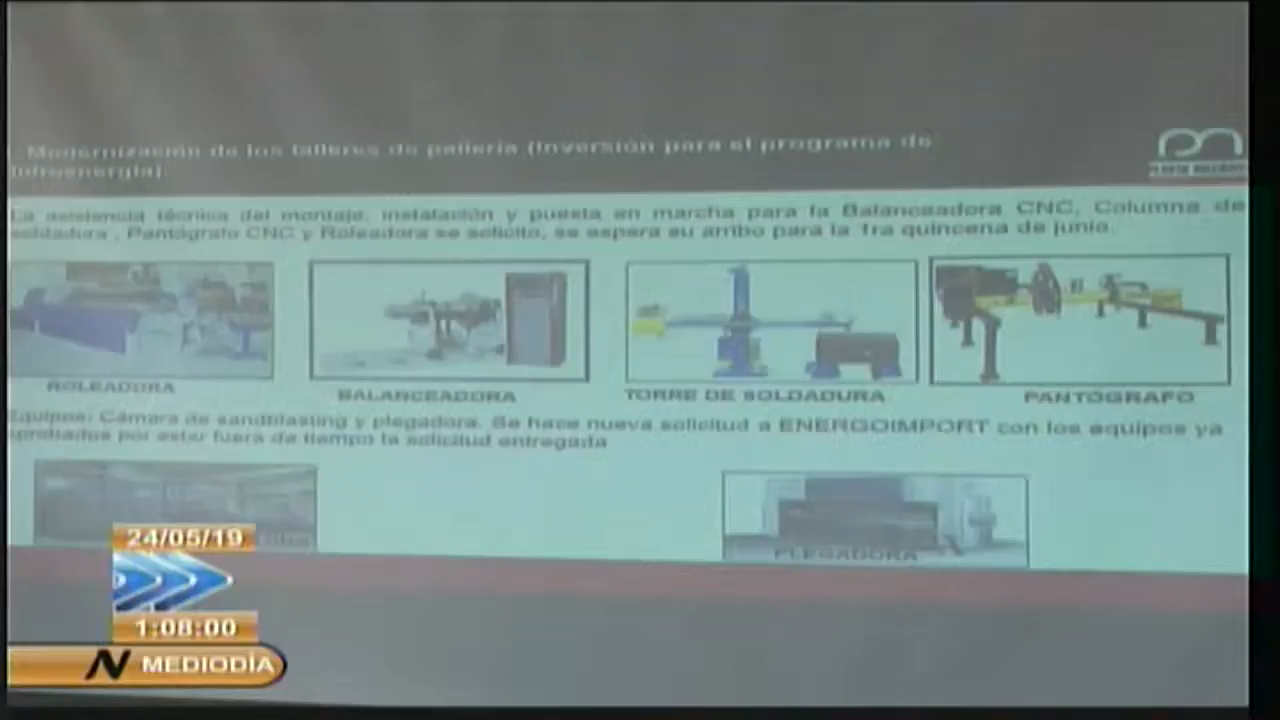 Modernización de los talleres de pailería (Inversión para el programa de
La asistencia técnica del montaje, instalación y puesta en marcha para la Balanceadora CNC, Columna de
soldadura , Pantógrafo CNC y Roleadora se solicito, se espera su arribo para la 1ra quincena de junio.
ROLEADORA
BALANCEADORA
TORRE DE SOLDADURA
PANTÓGRAFO
Equipos: Cámara de sandblasting y plegadora. Se hace nueva solicitud a ENERGOIMPORT con los equipos ya
aprobados por estar fuera de tiempo la solicitud entregada
PLEGADORA
24/05/19
1:08:00
N MEDIODÍA